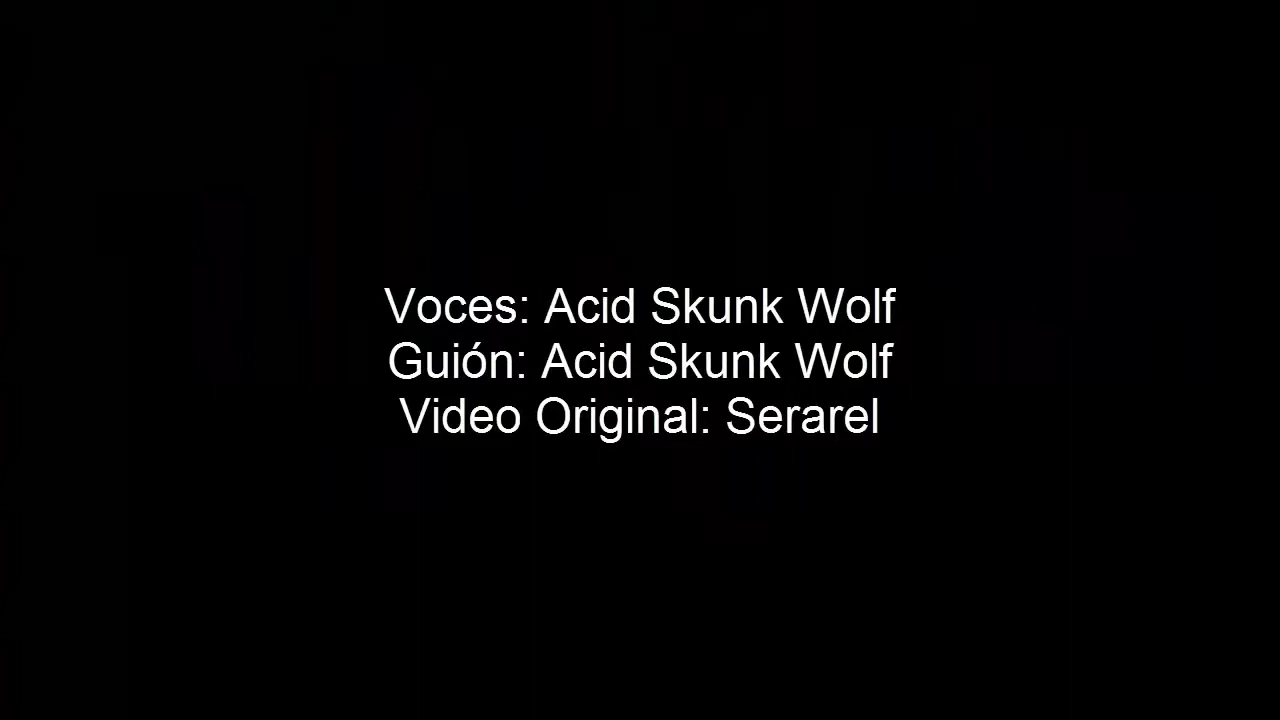 Voces: Acid Skunk Wolf
Guión: Acid Skunk Wolf
Video Original: Serarel